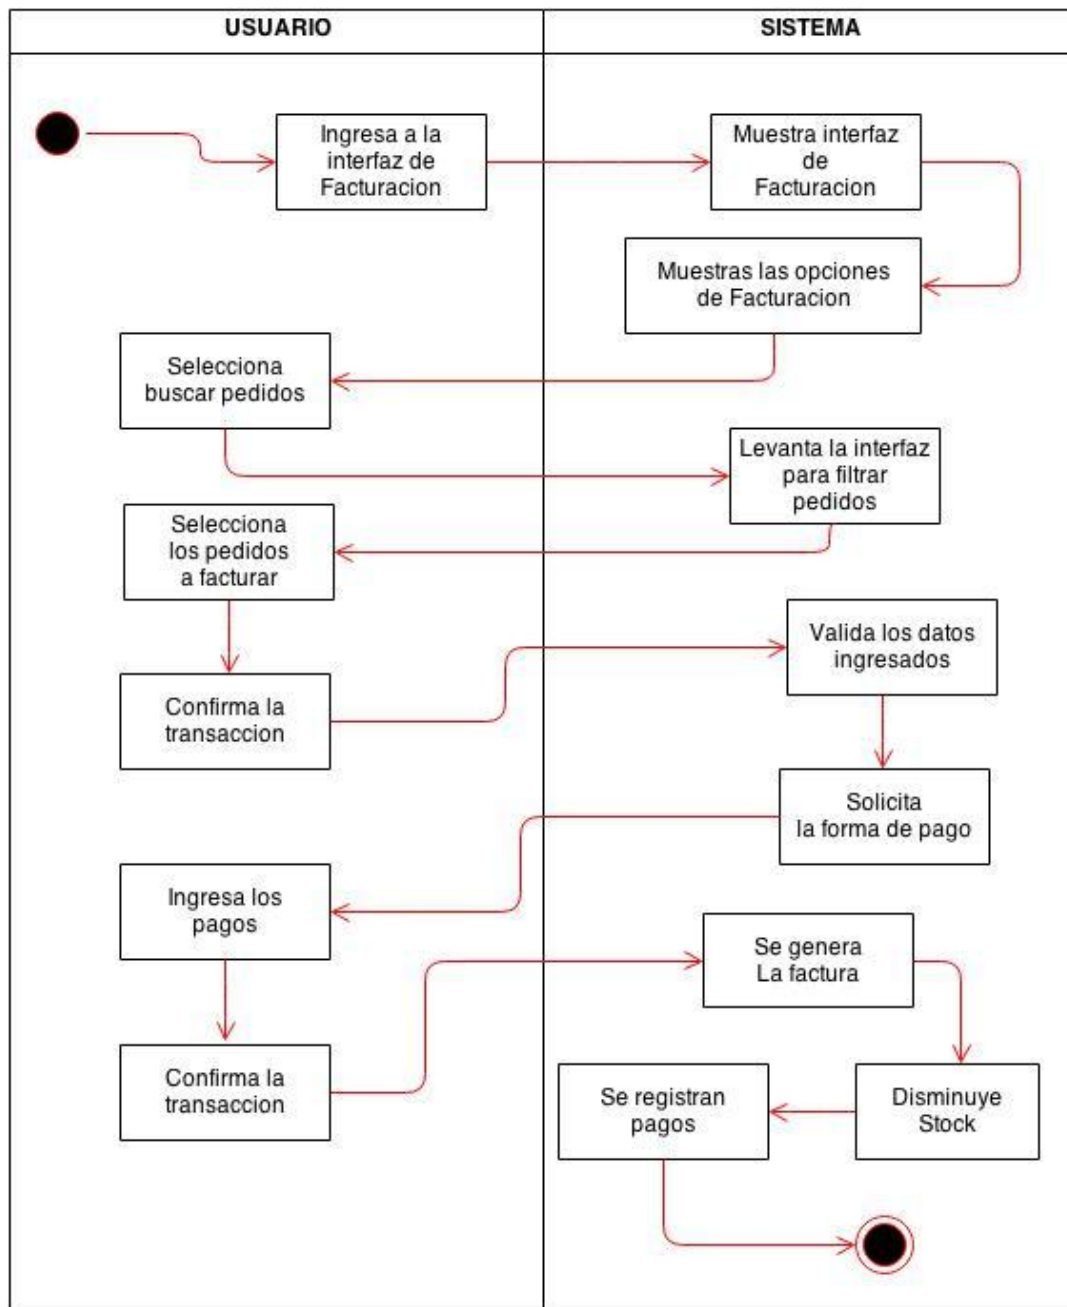 USUARIO
SISTEMA
Ingresa a la
interfaz de
Facturacion
Muestra interfaz
de
Facturacion
Muestras las opciones
de Facturacion
Selecciona
buscar pedidos
Levanta la interfaz
para filtrar
pedidos
Selecciona
los pedidos
a facturar
Valida los datos
ingresados
Confirma la
transaccion
Solicita
la forma de pago
Ingresa los
pagos
Se genera
La factura
Confirma la
transaccion
Se registran
pagos
Disminuye
Stock